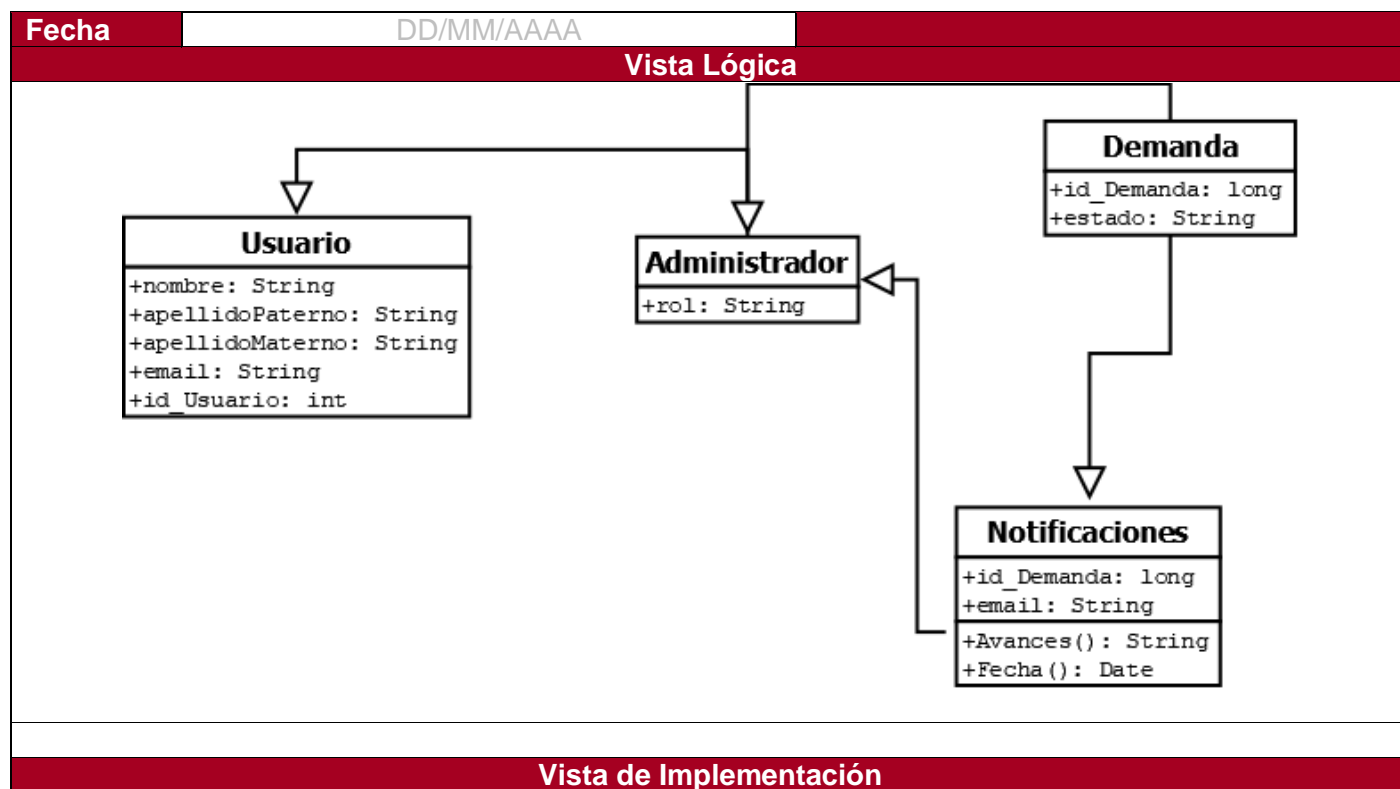 Fecha DD/MM/AAAA
Vista Lógica
Usuario
+nombre: String
+apellidoPaterno: String
+apellidoMaterno: String
+email: String
+id_Usuario: int
Administrador
+rol: String
Demanda
+id_Demanda: long
+estado: String
Notificaciones
+id_Demanda: long
+email: String
+Avances(): String
+Fecha(): Date
Vista de Implementación